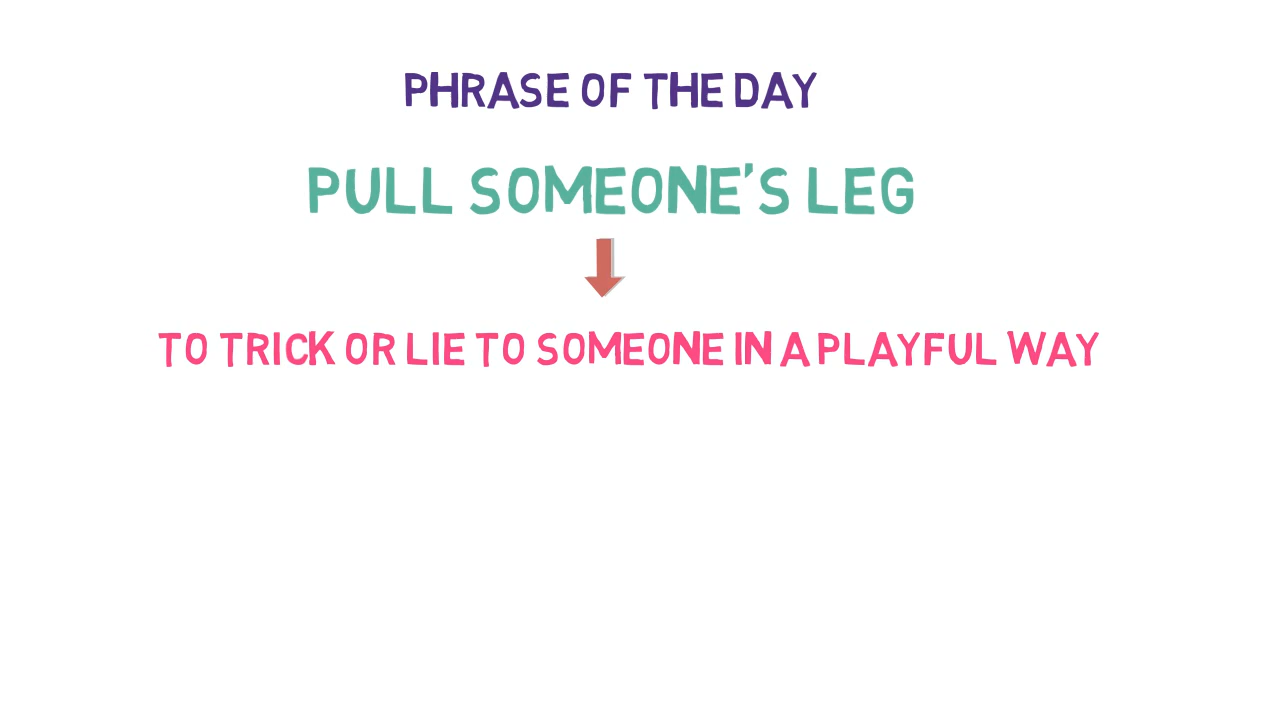 PHRASE OF THE DAY
PULL SOMEONE'S LEG
TO TRICK OR LIE TO SOMEONE IN A PLAYFUL WAY